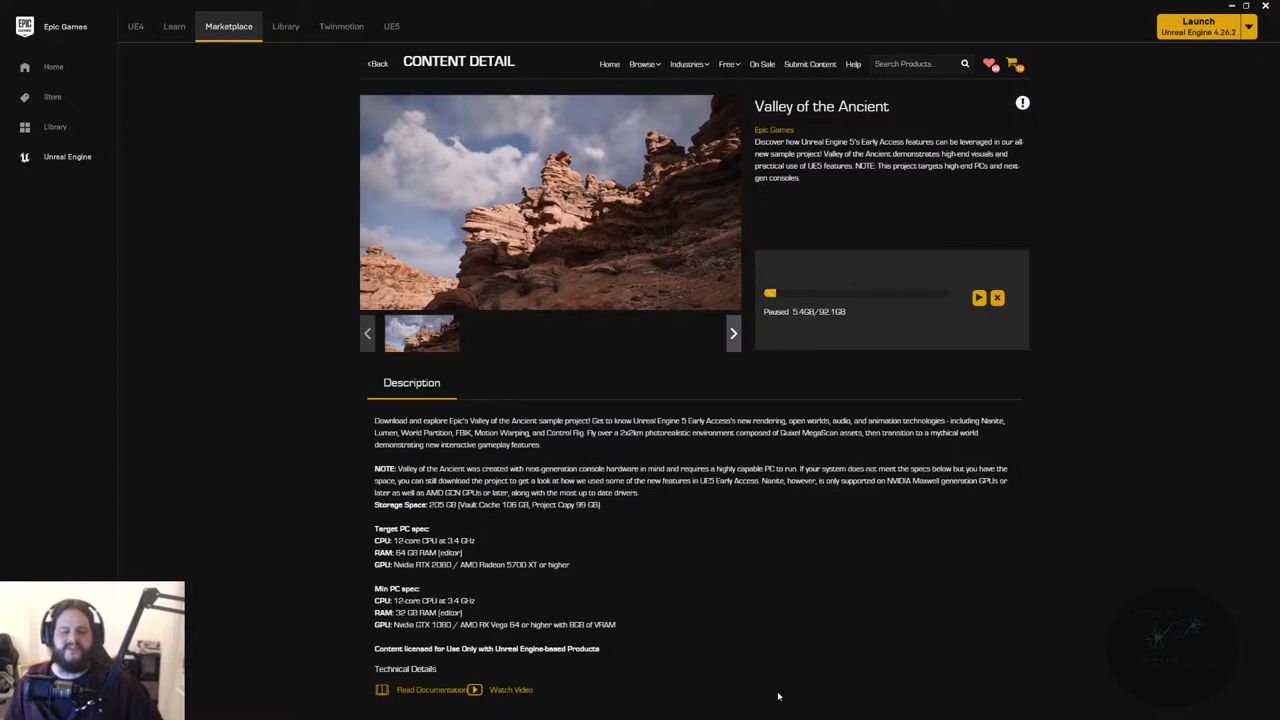 EPIC GAMES
Epic Games
UE4
Learn
Marketplace
Library
Twinmotion
UE5
Launch
Unreal Engine 4.26.2
Home
Store
Library
Unreal Engine
<Back
CONTENT DETAIL
Home
Browse
Industries
Free
On Sale
Submit Content
Help
Search Products...
Valley of the Ancient
Epic Games
Discover how Unreal Engine 5's Early Access features can be leveraged in our all-
new sample project! Valley of the Ancient demonstrates high-end visuals and
practical use of UE5 features. NOTE: This project targets high-end PCs and next-
gen consoles.
Paused 5.4GB/92.1GB
Description
Download and explore Epic's Valley of the Ancient sample project! Get to know Unreal Engine 5 Early Access's new rendering, open worlds, audio, and animation technologies - including Nanite,
Lumen, World Partition, FBIK, Motion Warping, and Control Rig. Fly over a 2x2km photorealistic environment composed of Quixel MegaScan assets, then transition to a mythical world
demonstrating new interactive gameplay features.
NOTE: Valley of the Ancient was created with next-generation console hardware in mind and requires a highly capable PC to run. If your system does not meet the specs below but you have the
space, you can still download the project to get a look at how we used some of the new features in UE5 Early Access. Nanite, however, is only supported on NVIDIA Maxwell generation GPUs or
later as well as AMD GCN GPUs or later, along with the most up to date drivers.
Storage Space: 205 GB (Vault Cache 106 GB, Project Copy 99 GB)
Target PC spec:
CPU: 12-core CPU at 3.4 GHz
RAM: 64 GB RAM (editor)
GPU: Nvidia RTX 2080 / AMD Radeon 5700 XT or higher
Min PC spec:
CPU: 12-core CPU at 3.4 GHz
RAM: 32 GB RAM (editor)
GPU: Nvidia GTX 1080 / AMD RX Vega 64 or higher with 8GB of VRAM
Content licensed for Use Only with Unreal Engine-based Products
Technical Details
Read Documentation
Watch Video